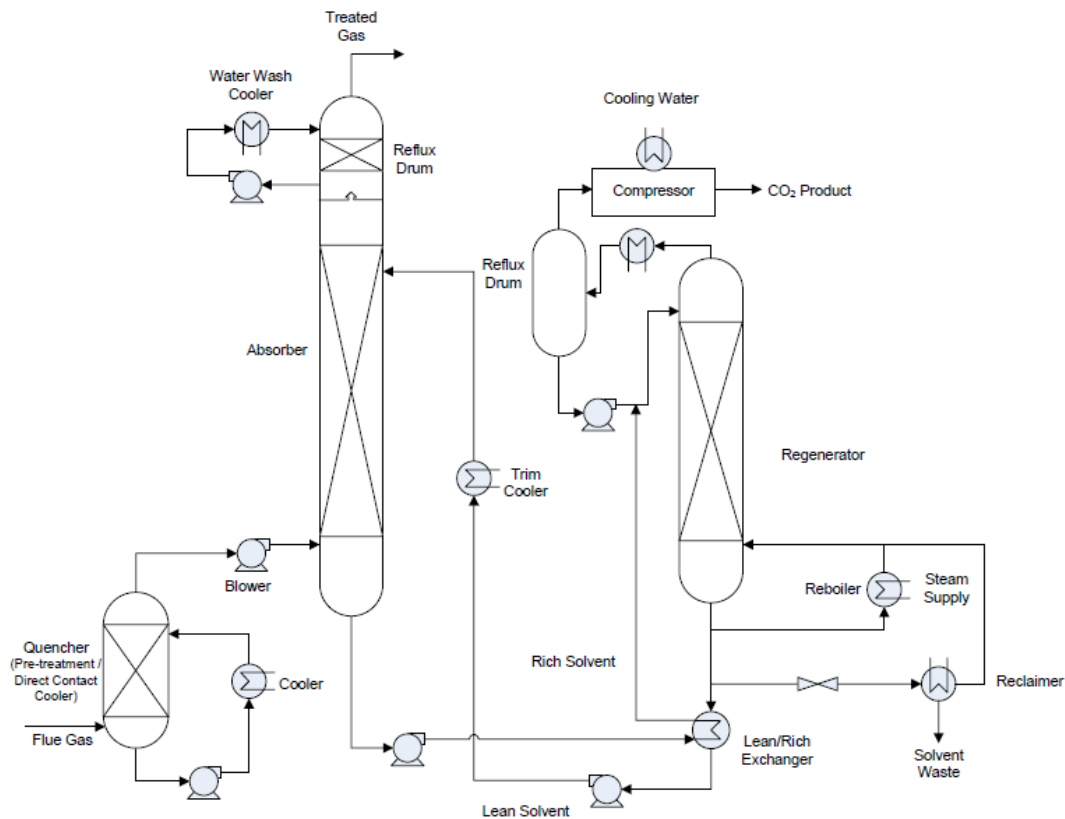 Treated
Gas
Water Wash
Cooler
Reflux
Drum
Cooling Water
Compressor
CO₂ Product
Reflux
Drum
Absorber
Regenerator
Trim
Cooler
Blower
Reboiler
Steam
Supply
Quencher
(Pre-treatment /
Direct Contact
Cooler)
Cooler
Rich Solvent
Reclaimer
Flue Gas
Lean/Rich
Exchanger
Solvent
Waste
Lean Solvent